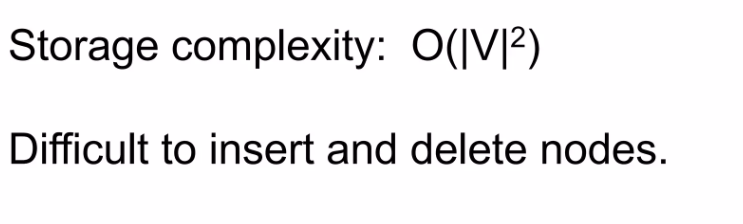 Storage complexity: O(|V|²)
Difficult to insert and delete nodes.